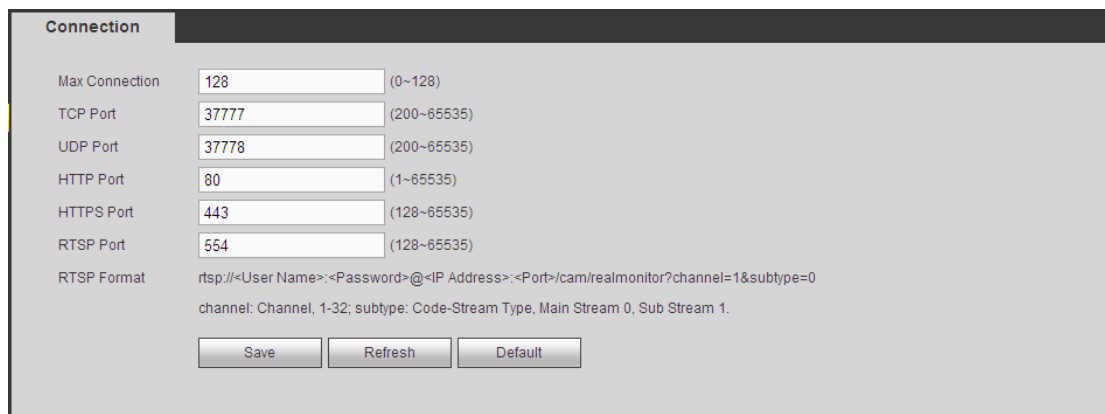 Connection
Max Connection 128 (0~128)
TCP Port 37777 (200~65535)
UDP Port 37778 (200~65535)
HTTP Port 80 (1~65535)
HTTPS Port 443 (128~65535)
RTSP Port 554 (128~65535)
RTSP Format rtsp://<User Name>:<Password>@<IP Address>:<Port>/cam/realmonitor?channel=1&subtype=0
channel: Channel, 1-32; subtype: Code-Stream Type, Main Stream 0, Sub Stream 1.
Save Refresh Default